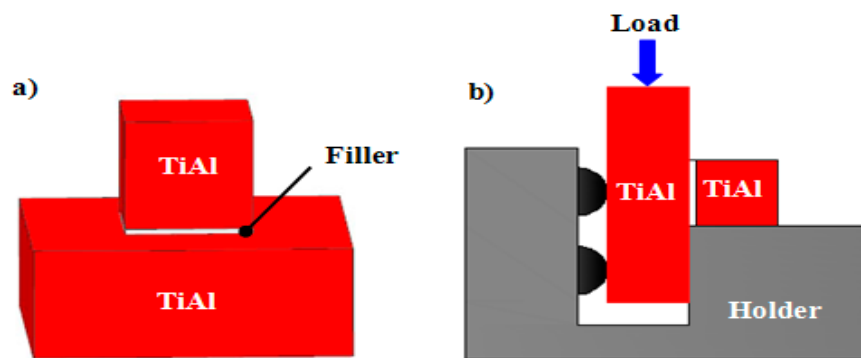 a)
TiAl
Filler
TiAl
b)
Load
TiAl
TiAl
Holder